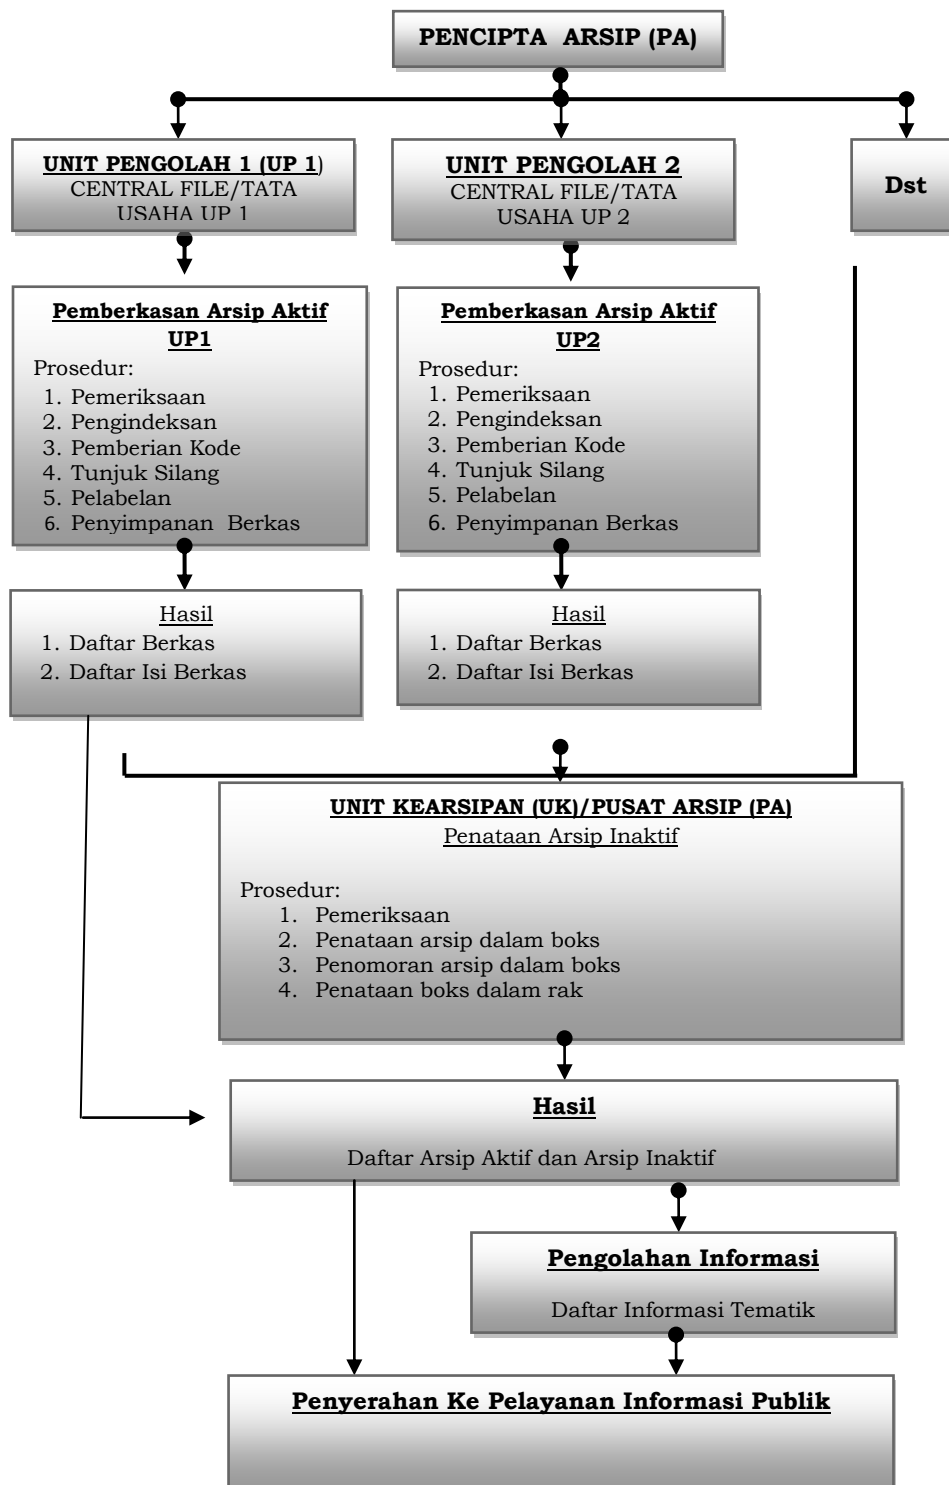 PENCIPTA ARSIP (PA)
UNIT PENGOLAH 1 (UP 1)
CENTRAL FILE/TATA
USAHA UP 1
UNIT PENGOLAH 2
CENTRAL FILE/TATA
USAHA UP 2
Dst
Pemberkasan Arsip Aktif
UP1
Prosedur:
1. Pemeriksaan
2. Pengindeksan
3. Pemberian Kode
4. Tunjuk Silang
5. Pelabelan
6. Penyimpanan Berkas
Pemberkasan Arsip Aktif
UP2
Prosedur:
1. Pemeriksaan
2. Pengindeksan
3. Pemberian Kode
4. Tunjuk Silang
5. Pelabelan
6. Penyimpanan Berkas
Hasil
1. Daftar Berkas
2. Daftar Isi Berkas
Hasil
1. Daftar Berkas
2. Daftar Isi Berkas
UNIT KEARSIPAN (UK)/PUSAT ARSIP (PA)
Penataan Arsip Inaktif
Prosedur:
1. Pemeriksaan
2. Penataan arsip dalam boks
3. Penomoran arsip dalam boks
4. Penataan boks dalam rak
Hasil
Daftar Arsip Aktif dan Arsip Inaktif
Pengolahan Informasi
Daftar Informasi Tematik
Penyerahan Ke Pelayanan Informasi Publik